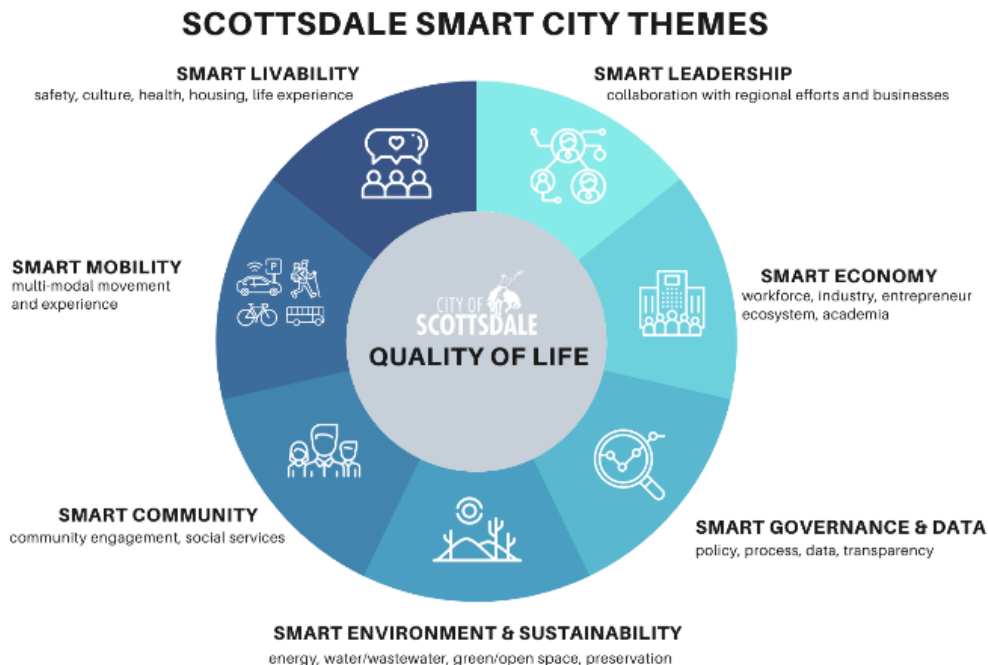 SCOTTSDALE SMART CITY THEMES
SMART LIVABILITY
safety, culture, health, housing, life experience
SMART LEADERSHIP
collaboration with regional efforts and businesses
SMART MOBILITY
multi-modal movement
and experience
P
SMART ECONOMY
workforce, industry, entrepreneur
ecosystem, academia
CITY OF
SCOTTSDALE
QUALITY OF LIFE
SMART COMMUNITY
community engagement, social services
SMART GOVERNANCE & DATA
policy, process, data, transparency
SMART ENVIRONMENT & SUSTAINABILITY
energy, water/wastewater, green/open space, preservation